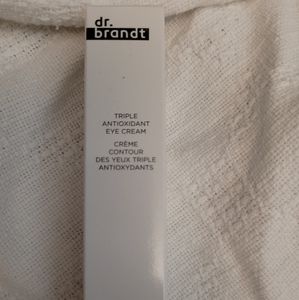 dr.
brandt
TRIPLE
ANTIOXIDANT
EYE CREAM
CRÈME
CONTOUR
DES YEUX TRIPLE
ANTIOXYDANTS